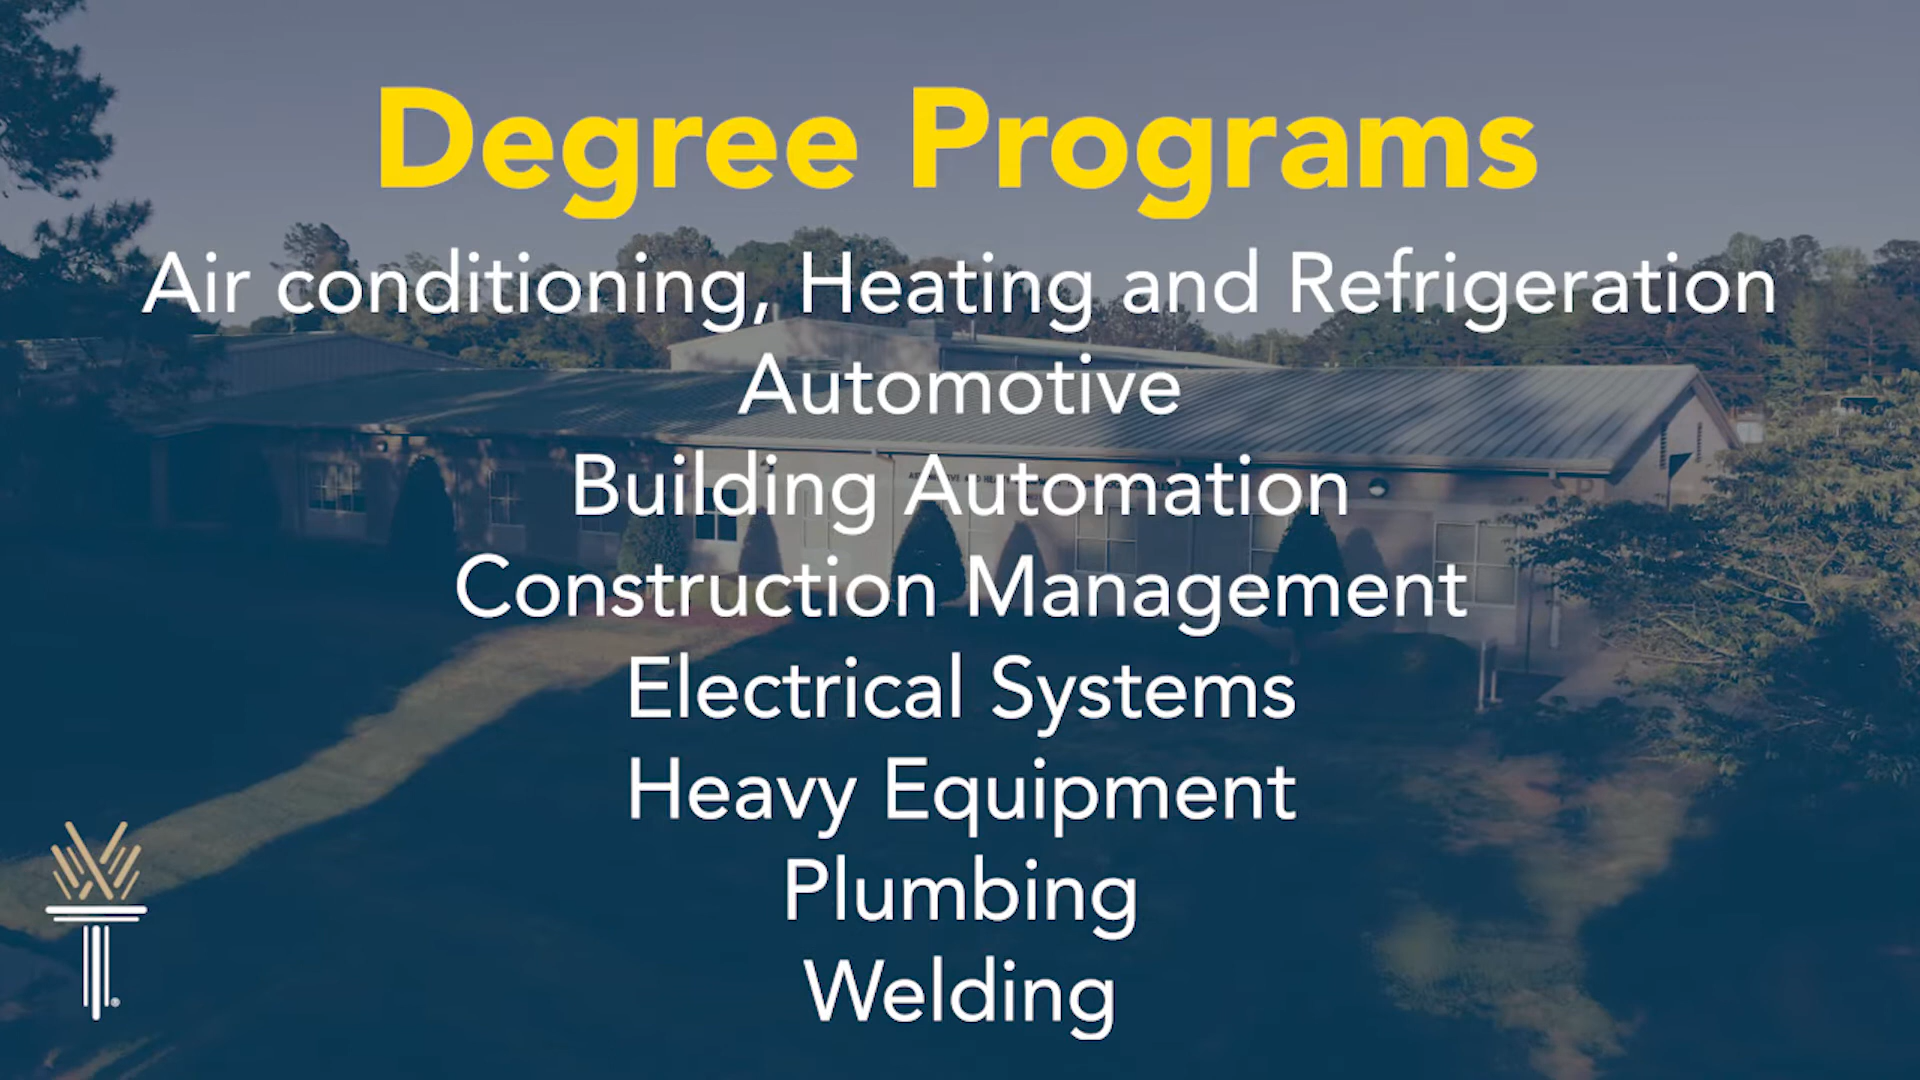 Degree Programs
Air conditioning, Heating and Refrigeration
Automotive
Building Automation
Construction Management
Electrical Systems
Heavy Equipment
Plumbing
Welding